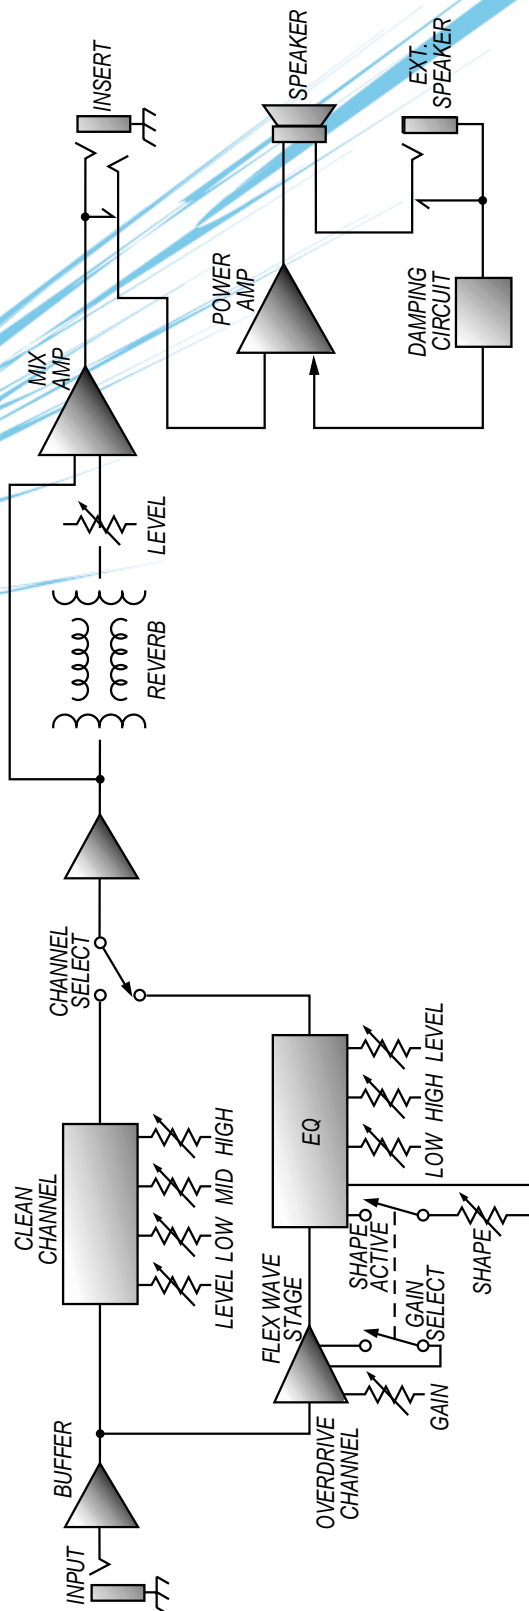 INPUT
BUFFER
CLEAN
CHANNEL
LEVEL
LOW
MID
HIGH
CHANNEL
SELECT
OVERDRIVE
CHANNEL
GAIN
FLEX WAVE
STAGE
GAIN
SELECT
SHAPE
ACTIVE
SHAPE
EQ
LOW
HIGH
LEVEL
REVERB
LEVEL
MIX
AMP
INSERT
POWER
AMP
SPEAKER
DAMPING
CIRCUIT
EXT.
SPEAKER